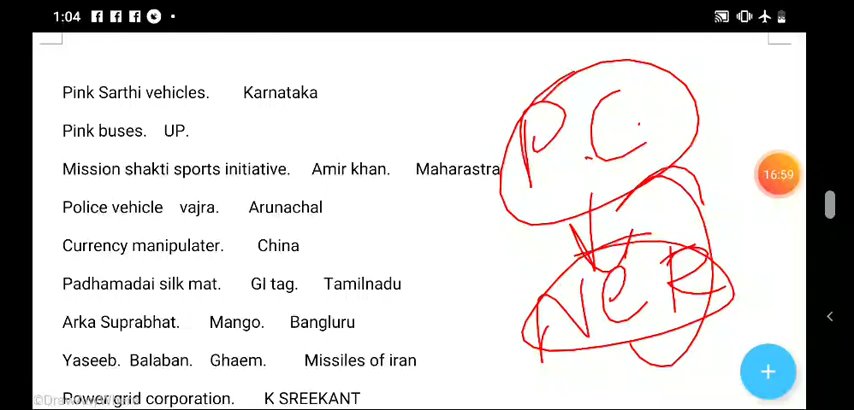 1:04
Pink Sarthi vehicles. Karnataka
P.C.
Pink buses. UP.
Mission shakti sports initiative. Amir khan. Maharastra
16:59
Police vehicle vajra. Arunachal
Currency manipulater. China
Padhamadai silk mat. GI tag. Tamilnadu
NCR
Arka Suprabhat. Mango. Bangluru
Yaseeb. Balaban. Ghaem. Missiles of iran
Power grid corporation. K SREEKANT